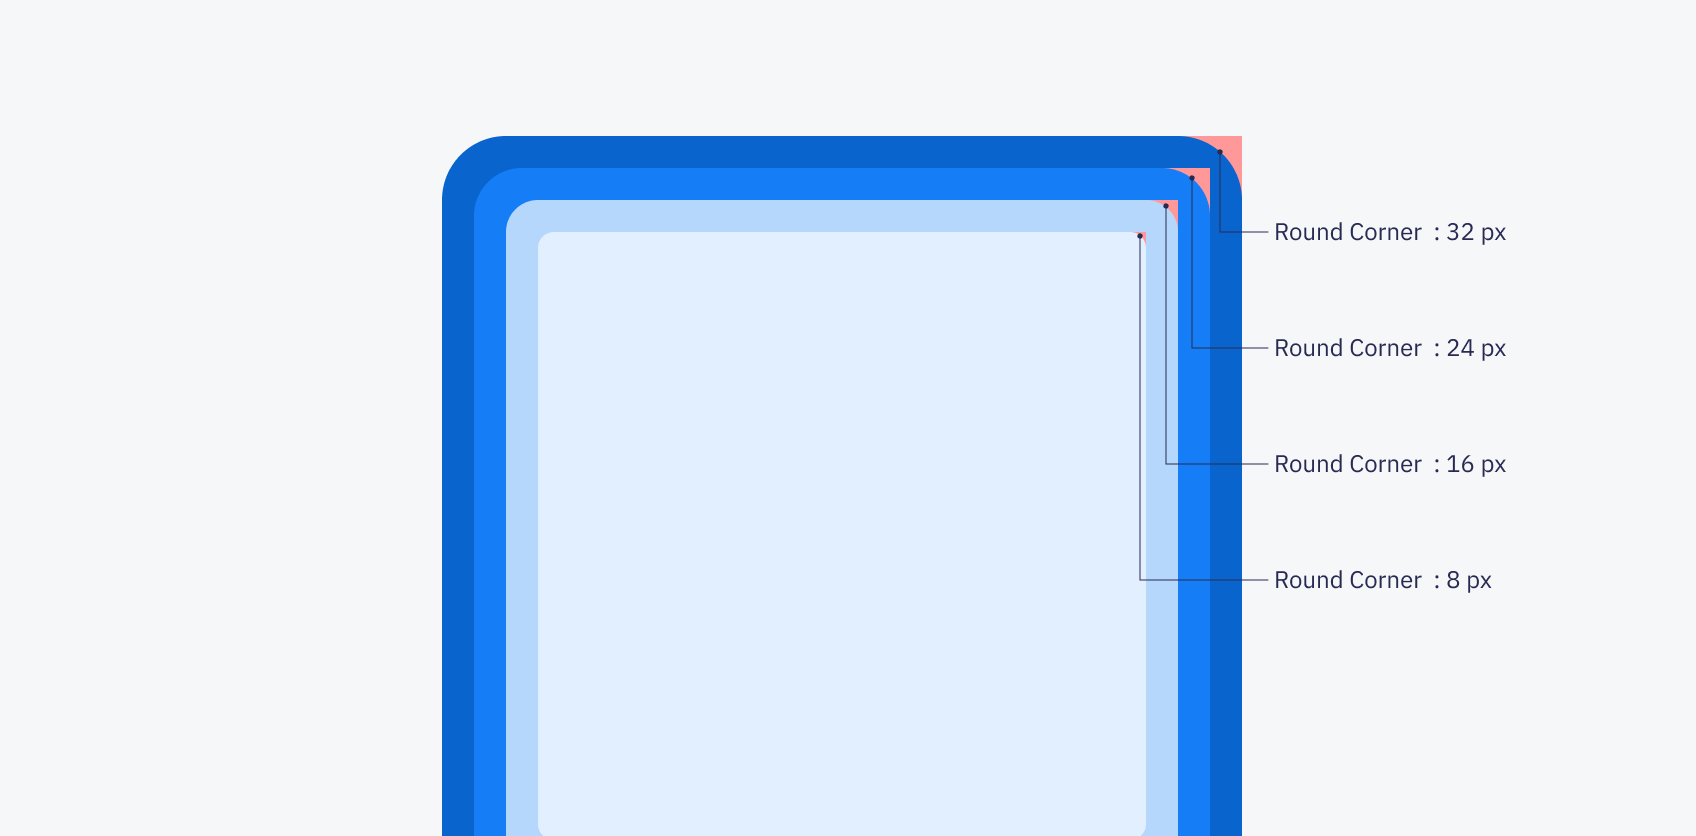 Round Corner : 32 px
Round Corner : 24 px
Round Corner : 16 px
Round Corner : 8 px